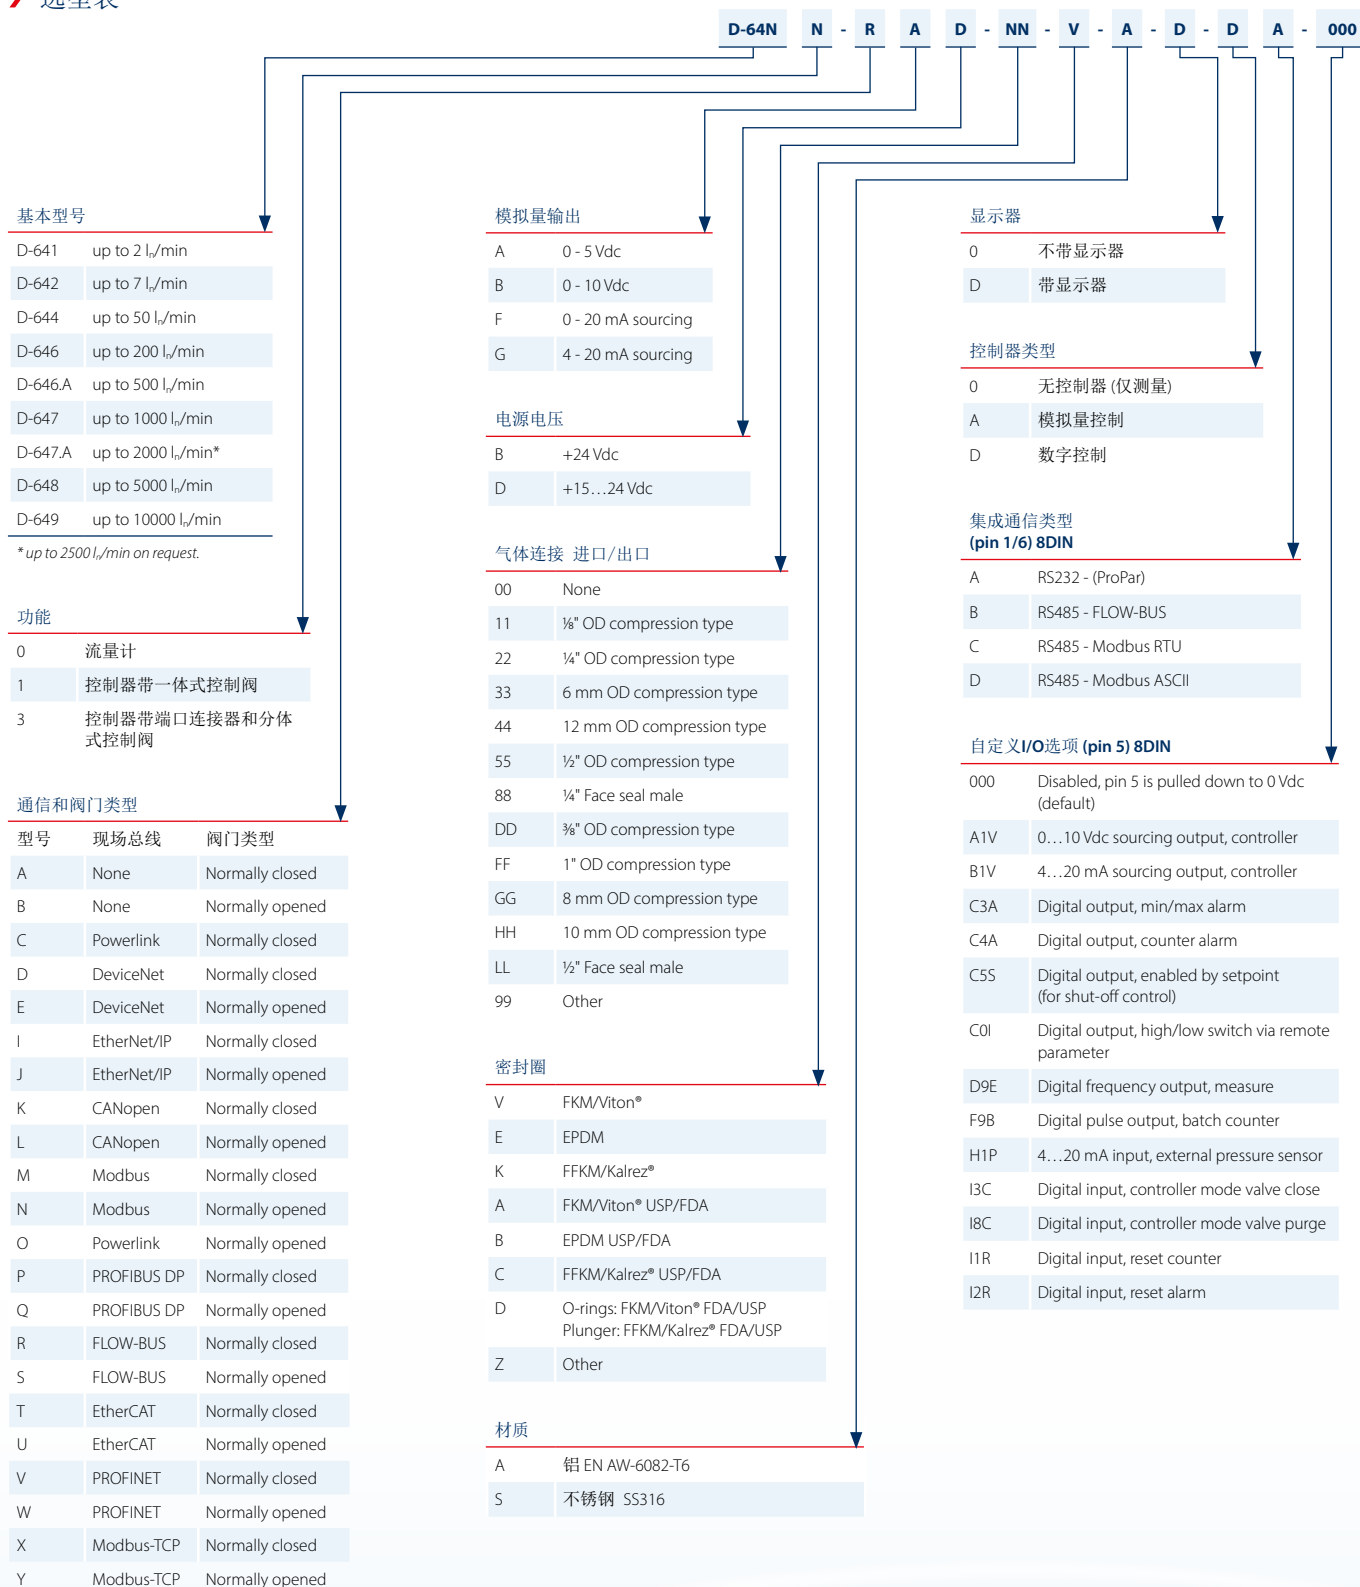 选型表
D-64N N - R A D - NN - V - A - D - D A - 000
基本型号
D-641 up to 2 lₙ/min
D-642 up to 7 lₙ/min
D-644 up to 50 lₙ/min
D-646 up to 200 lₙ/min
D-646.A up to 500 lₙ/min
D-647 up to 1000 lₙ/min
D-647.A up to 2000 lₙ/min*
D-648 up to 5000 lₙ/min
D-649 up to 10000 lₙ/min
* up to 2500 lₙ/min on request.
功能
0 流量计
1 控制器带一体式控制阀
3 控制器带端口连接器和分体
式控制阀
通信和阀门类型
型号 现场总线 阀门类型
A None Normally closed
B None Normally opened
C Powerlink Normally closed
D DeviceNet Normally closed
E DeviceNet Normally opened
I EtherNet/IP Normally closed
J EtherNet/IP Normally opened
K CANopen Normally closed
L CANopen Normally opened
M Modbus Normally closed
N Modbus Normally opened
O Powerlink Normally opened
P PROFIBUS DP Normally closed
Q PROFIBUS DP Normally opened
R FLOW-BUS Normally closed
S FLOW-BUS Normally opened
T EtherCAT Normally closed
U EtherCAT Normally opened
V PROFINET Normally closed
W PROFINET Normally opened
X Modbus-TCP Normally closed
Y Modbus-TCP Normally opened
模拟量输出
A 0 - 5 Vdc
B 0 - 10 Vdc
F 0 - 20 mA sourcing
G 4 - 20 mA sourcing
电源电压
B +24 Vdc
D +15…24 Vdc
气体连接 进口/出口
00 None
11 ⅛" OD compression type
22 ¼" OD compression type
33 6 mm OD compression type
44 12 mm OD compression type
55 ½" OD compression type
88 ¼" Face seal male
DD ⅜" OD compression type
FF 1" OD compression type
GG 8 mm OD compression type
HH 10 mm OD compression type
LL ½" Face seal male
99 Other
密封圈
V FKM/Viton®
E EPDM
K FFKM/Kalrez®
A FKM/Viton® USP/FDA
B EPDM USP/FDA
C FFKM/Kalrez® USP/FDA
D O-rings: FKM/Viton® FDA/USP
Plunger: FFKM/Kalrez® FDA/USP
Z Other
材质
A 铝 EN AW-6082-T6
S 不锈钢 SS316
显示器
0 不带显示器
D 带显示器
控制器类型
0 无控制器 (仅测量)
A 模拟量控制
D 数字控制
集成通信类型
(pin 1/6) 8DIN
A RS232 - (ProPar)
B RS485 - FLOW-BUS
C RS485 - Modbus RTU
D RS485 - Modbus ASCII
自定义I/O选项 (pin 5) 8DIN
000 Disabled, pin 5 is pulled down to 0 Vdc
(default)
A1V 0…10 Vdc sourcing output, controller
B1V 4…20 mA sourcing output, controller
C3A Digital output, min/max alarm
C4A Digital output, counter alarm
C5S Digital output, enabled by setpoint
(for shut-off control)
C0I Digital output, high/low switch via remote
parameter
D9E Digital frequency output, measure
F9B Digital pulse output, batch counter
H1P 4…20 mA input, external pressure sensor
I3C Digital input, controller mode valve close
I8C Digital input, controller mode valve purge
I1R Digital input, reset counter
I2R Digital input, reset alarm